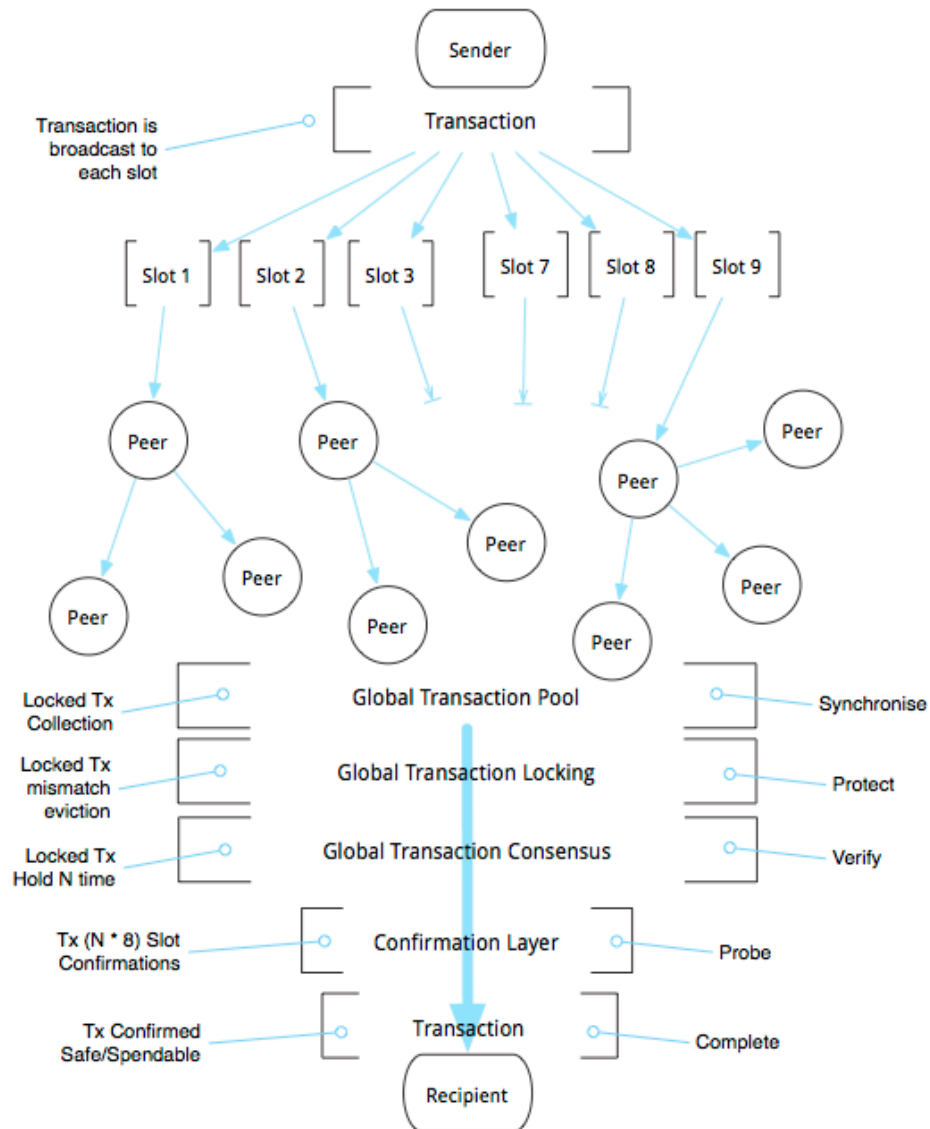 Sender
Transaction
Transaction is
broadcast to
each slot
Slot 1
Slot 2
Slot 3
Slot 7
Slot 8
Slot 9
Peer
Peer
Peer
Peer
Peer
Peer
Peer
Peer
Peer
Peer
Locked Tx
Collection
Global Transaction Pool
Synchronise
Locked Tx
mismatch
eviction
Global Transaction Locking
Protect
Locked Tx
Hold N time
Global Transaction Consensus
Verify
Tx (N * 8) Slot
Confirmations
Confirmation Layer
Probe
Tx Confirmed
Safe/Spendable
Transaction
Complete
Recipient